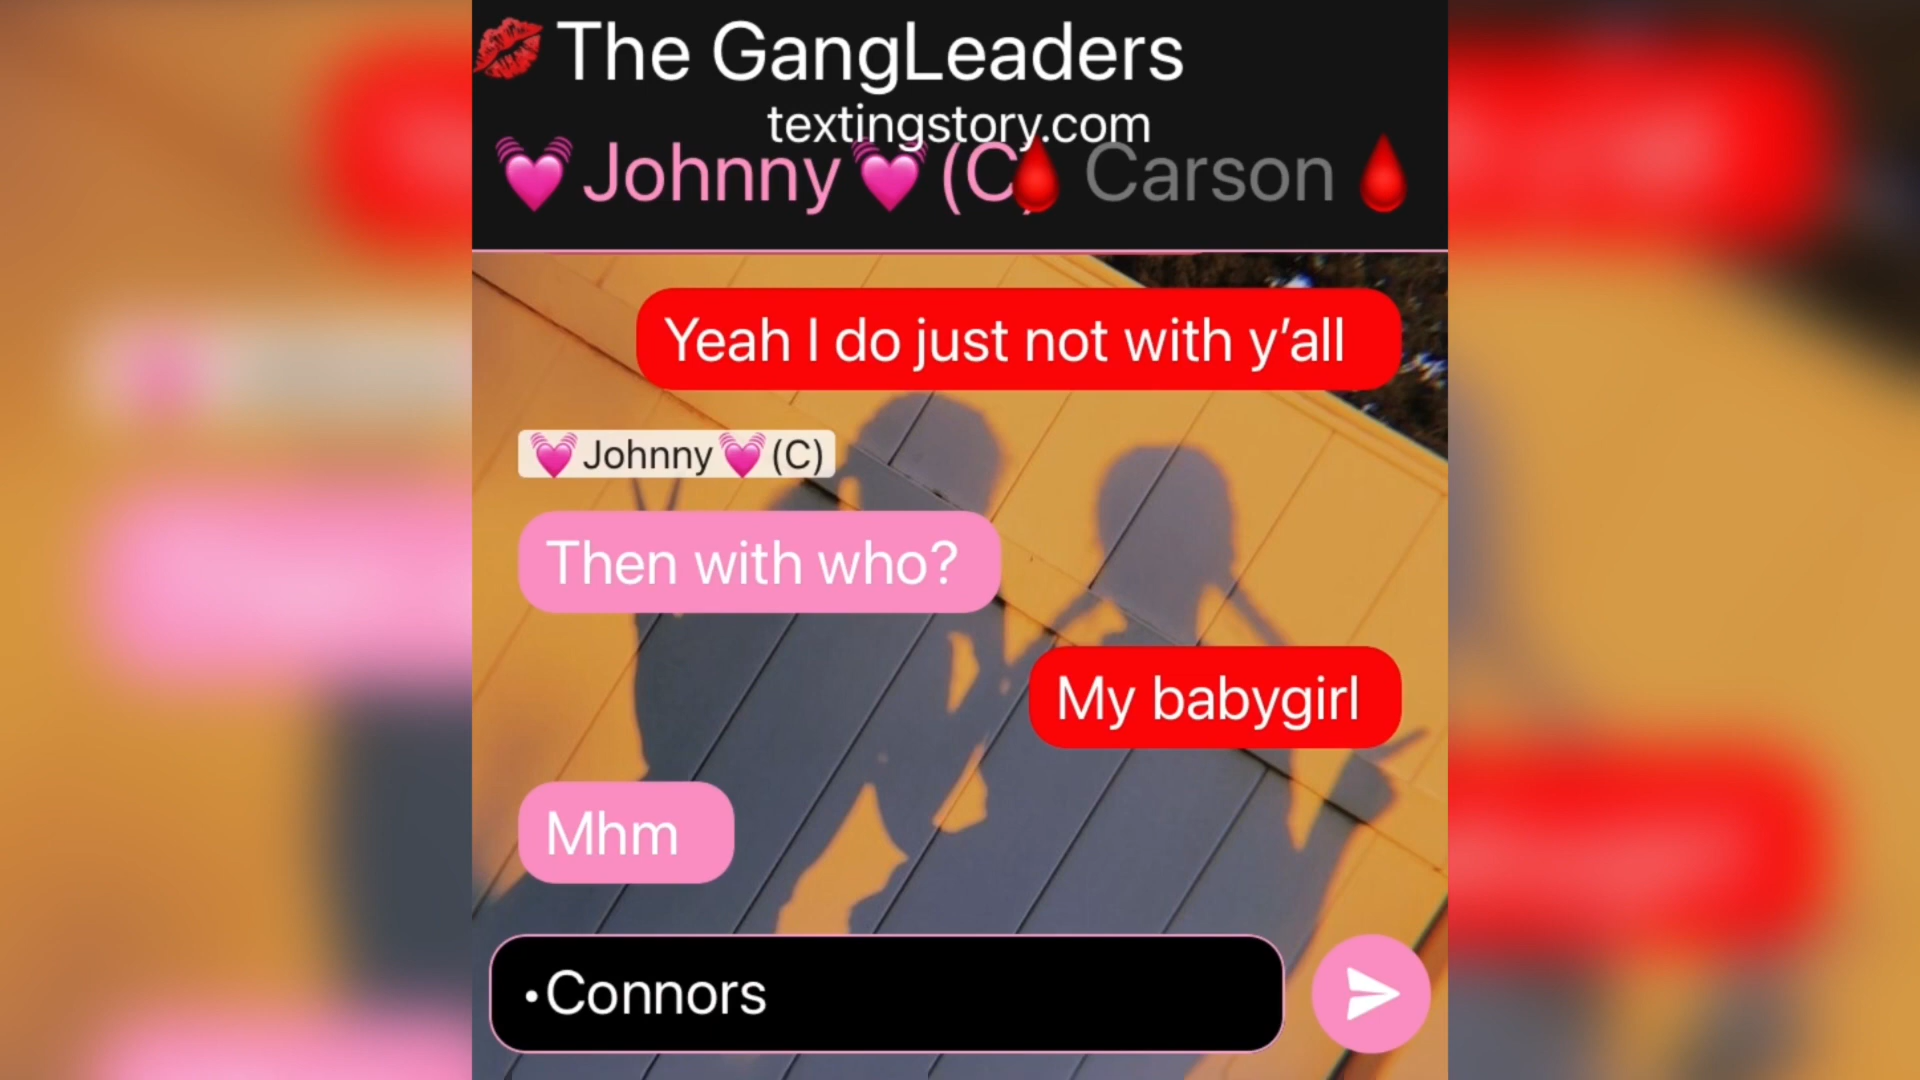 💋The GangLeaders
textingstory.com
💓Johnny💓(C)
🩸Carson🩸
Yeah I do just not with y’all
💓Johnny💓(C)
Then with who?
My babygirl
Mhm
•Connors